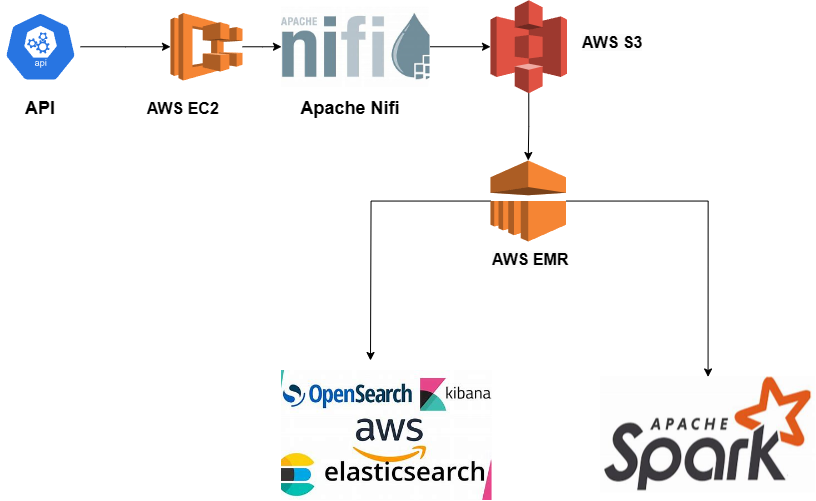 api
API
AWS EC2
APACHE
nifi
Apache Nifi
AWS S3
AWS EMR
OpenSearch
kibana
aws
elasticsearch
APACHE
Spark